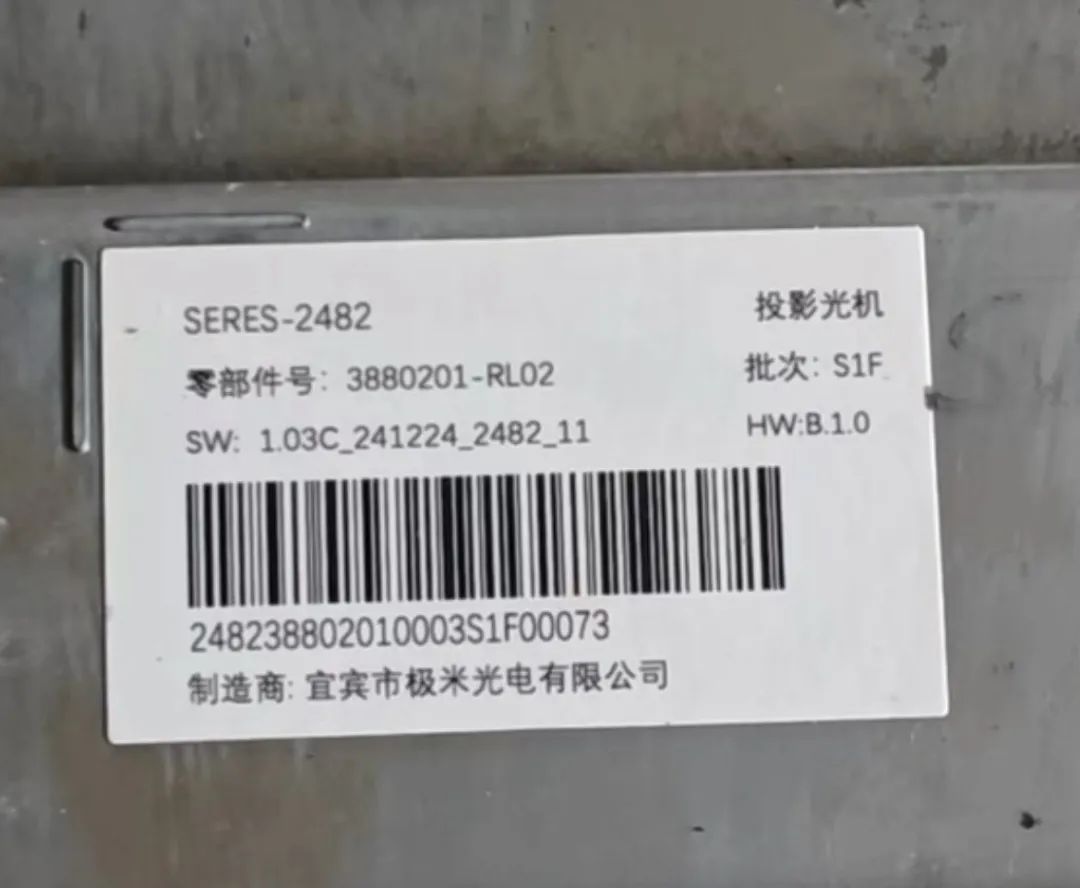 SERES-2482 投影光机
零部件号: 3880201-RL02 批次: S1F
SW: 1.03C_241224_2482_11 HW:B.1.0
248238802010003S1F00073
制造商: 宜宾市极米光电有限公司